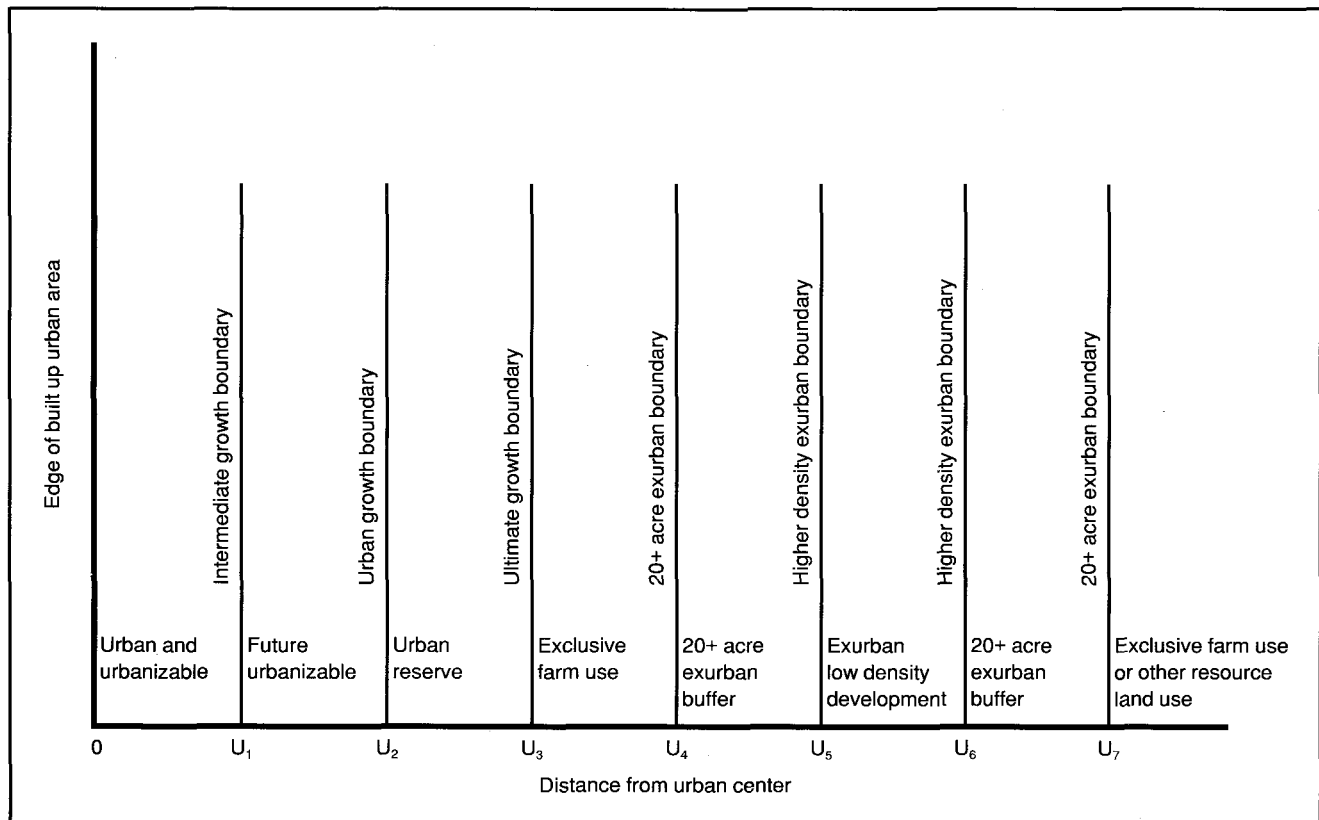 Edge of built up urban area
Intermediate growth boundary
Urban growth boundary
Ultimate growth boundary
20+ acre exurban boundary
Higher density exurban boundary
Higher density exurban boundary
20+ acre exurban boundary
Urban and
urbanizable
Future
urbanizable
Urban
reserve
Exclusive
farm use
20+ acre
exurban
buffer
Exurban
low density
development
20+ acre
exurban
buffer
Exclusive farm use
or other resource
land use
0 U₁ U₂ U₃ U₄ U₅ U₆ U₇
Distance from urban center